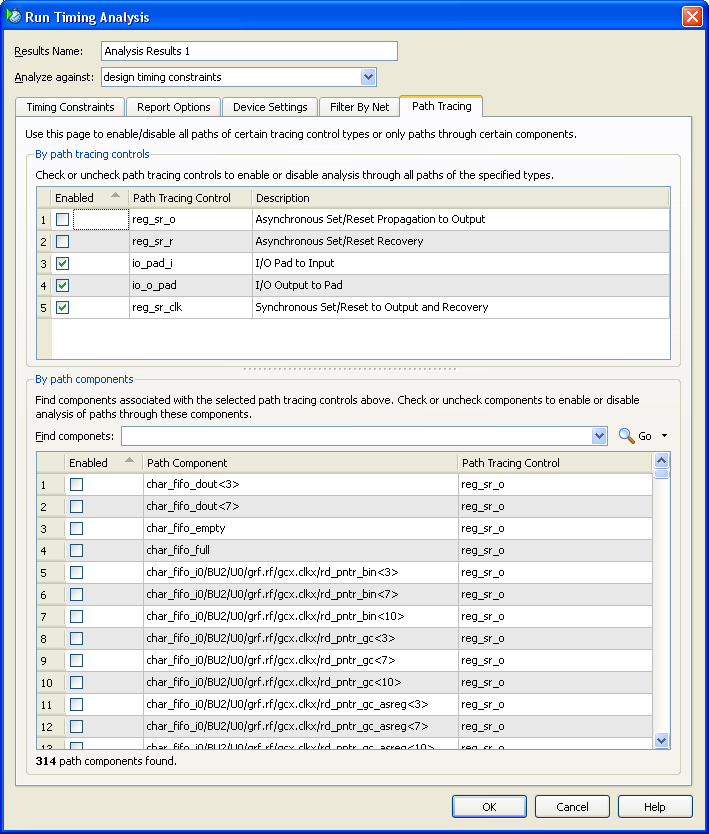 Run Timing Analysis
Results Name: Analysis Results 1
Analyze against: design timing constraints
Timing Constraints Report Options Device Settings Filter By Net Path Tracing
Use this page to enable/disable all paths of certain tracing control types or only paths through certain components.
By path tracing controls
Check or uncheck path tracing controls to enable or disable analysis through all paths of the specified types.
Enabled Path Tracing Control Description
1 reg_sr_o Asynchronous Set/Reset Propagation to Output
2 reg_sr_r Asynchronous Set/Reset Recovery
3 io_pad_i I/O Pad to Input
4 io_o_pad I/O Output to Pad
5 reg_sr_clk Synchronous Set/Reset to Output and Recovery
By path components
Find components associated with the selected path tracing controls above. Check or uncheck components to enable or disable
analysis of paths through these components.
Find componets: Go
Enabled Path Component Path Tracing Control
1 char_fifo_dout<3> reg_sr_o
2 char_fifo_dout<7> reg_sr_o
3 char_fifo_empty reg_sr_o
4 char_fifo_full reg_sr_o
5 char_fifo_i0/BU2/U0/grf.rf/gcx.clkx/rd_pntr_bin<3> reg_sr_o
6 char_fifo_i0/BU2/U0/grf.rf/gcx.clkx/rd_pntr_bin<7> reg_sr_o
7 char_fifo_i0/BU2/U0/grf.rf/gcx.clkx/rd_pntr_bin<10> reg_sr_o
8 char_fifo_i0/BU2/U0/grf.rf/gcx.clkx/rd_pntr_gc<3> reg_sr_o
9 char_fifo_i0/BU2/U0/grf.rf/gcx.clkx/rd_pntr_gc<7> reg_sr_o
10 char_fifo_i0/BU2/U0/grf.rf/gcx.clkx/rd_pntr_gc<10> reg_sr_o
11 char_fifo_i0/BU2/U0/grf.rf/gcx.clkx/rd_pntr_gc_asreg<3> reg_sr_o
12 char_fifo_i0/BU2/U0/grf.rf/gcx.clkx/rd_pntr_gc_asreg<7> reg_sr_o
13 char_fifo_i0/BU2/U0/grf.rf/gcx.clkx/rd_pntr_gc_asreg<10> reg_sr_o
314 path components found.
OK Cancel Help